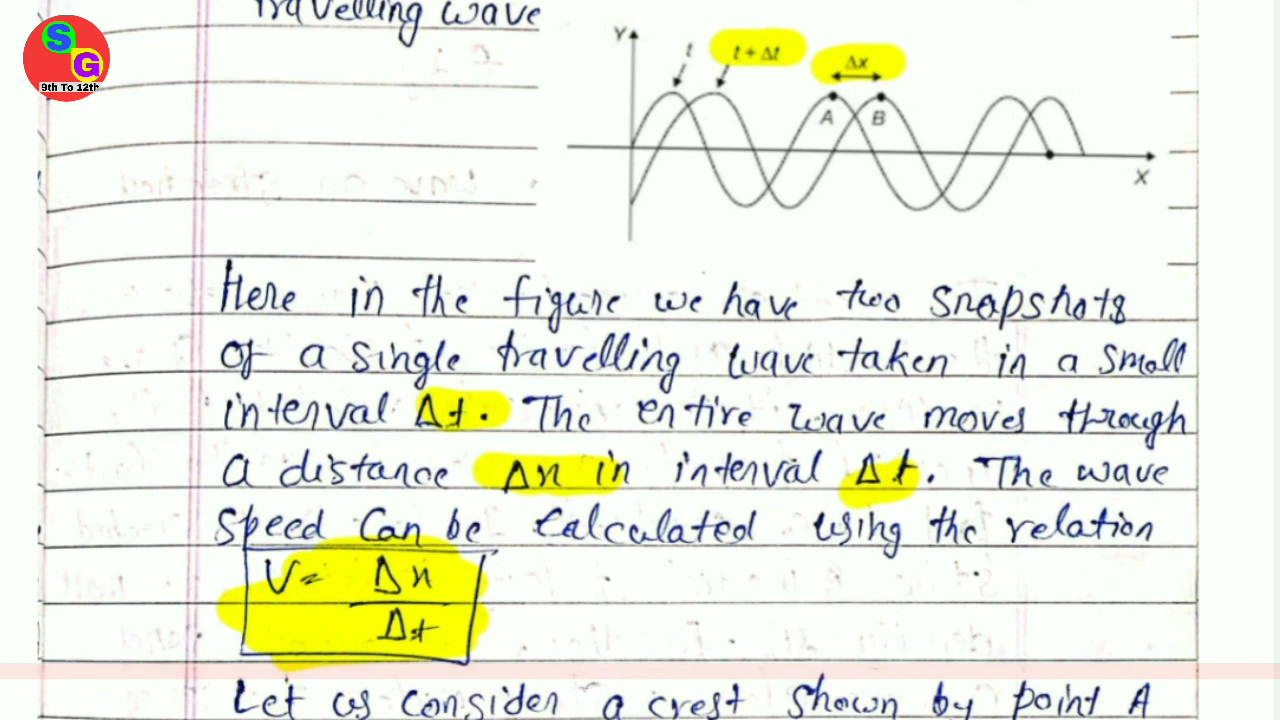 travelling wave
SG
9th To 12th
Y
t
t + Δt
Δx
A
B
X
Here in the figure we have two snapshots
of a single travelling wave taken in a small
interval Δt. The entire wave moves through
a distance Δx in interval Δt. The wave
speed can be calculated using the relation
V = Δx
Δt
Let us consider a crest shown by point A